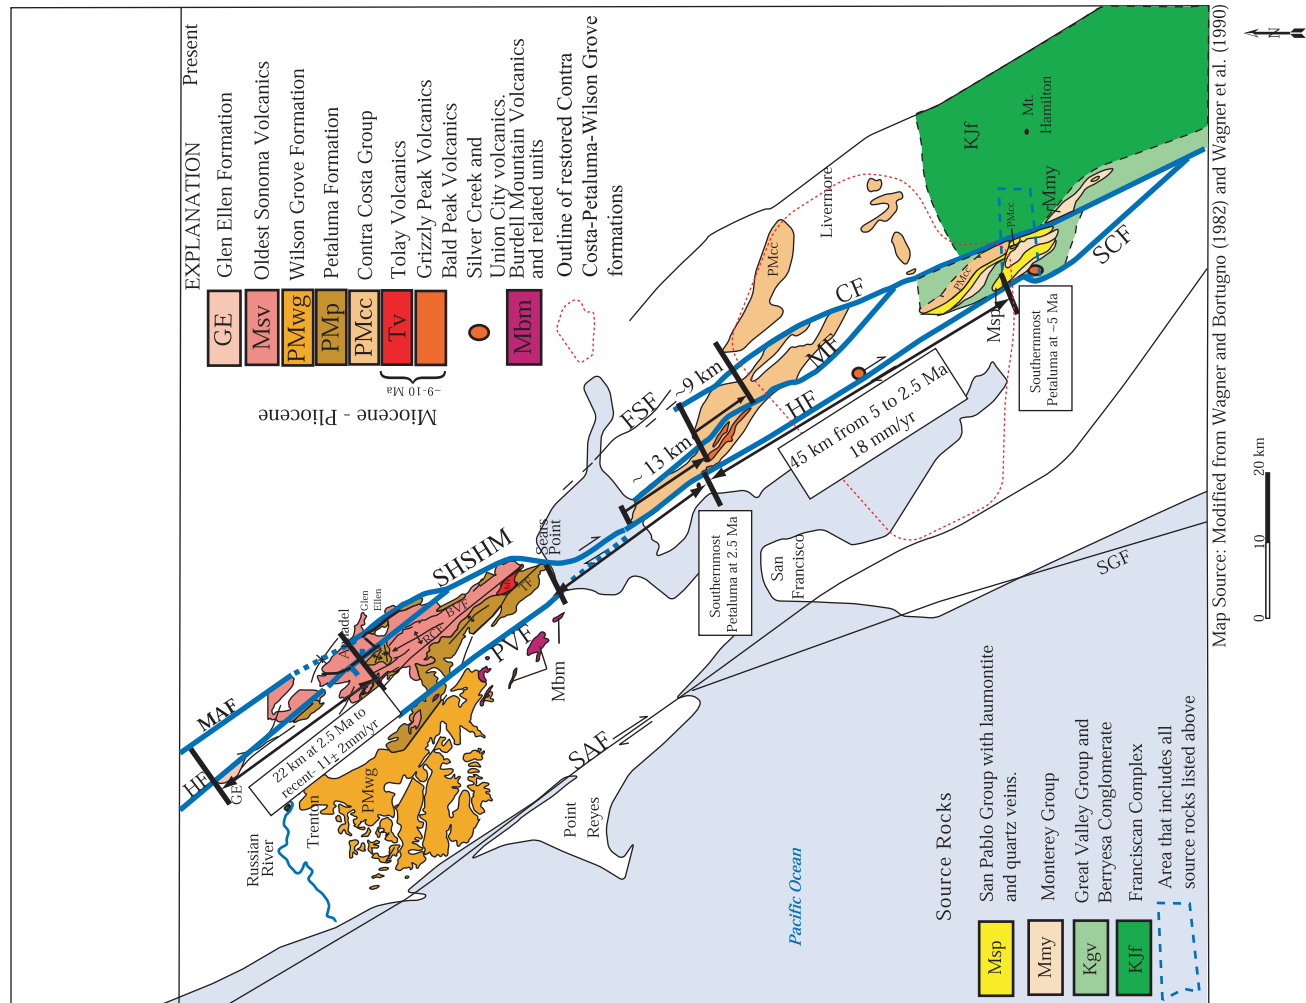 Present
EXPLANATION
GE
Glen Ellen Formation
Msv
Oldest Sonoma Volcanics
PMwg
Wilson Grove Formation
PMp
Petaluma Formation
PMcc
Contra Costa Group
Tv
Tolay Volcanics
Grizzly Peak Volcanics
Bald Peak Volcanics
Silver Creek and
Union City volcanics.
Mbm
Burdell Mountain Volcanics
and related units
Outline of restored Contra
Costa-Petaluma-Wilson Grove
formations
~9-10 Ma
Miocene - Pliocene
N
KJf
Mt.
Hamilton
Livermore
PMcc
PMcc
PMcc
Mmy
Msp
SCF
CF
MF
HF
FSF
~9 km
~ 13 km
45 km from 5 to 2.5 Ma
18 mm/yr
Southernmost
Petaluma at ~5 Ma
Southernmost
Petaluma at 2.5 Ma
San
Francisco
SGF
Sears
Point
SHSHM
Glen
Ellen
BVF
RCF
TF
PVF
Mbm
MAF
HF
GE
22 km at 2.5 Ma to
recent- 11± 2mm/yr
Trenton
PMwg
Russian
River
SAF
Point
Reyes
Pacific Ocean
Source Rocks
Msp
San Pablo Group with laumontite
and quartz veins.
Mmy
Monterey Group
Kgv
Great Valley Group and
Berryesa Conglomerate
KJf
Franciscan Complex
Area that includes all
source rocks listed above
0 10 20 km
Map Source: Modified from Wagner and Bortugno (1982) and Wagner et al. (1990)